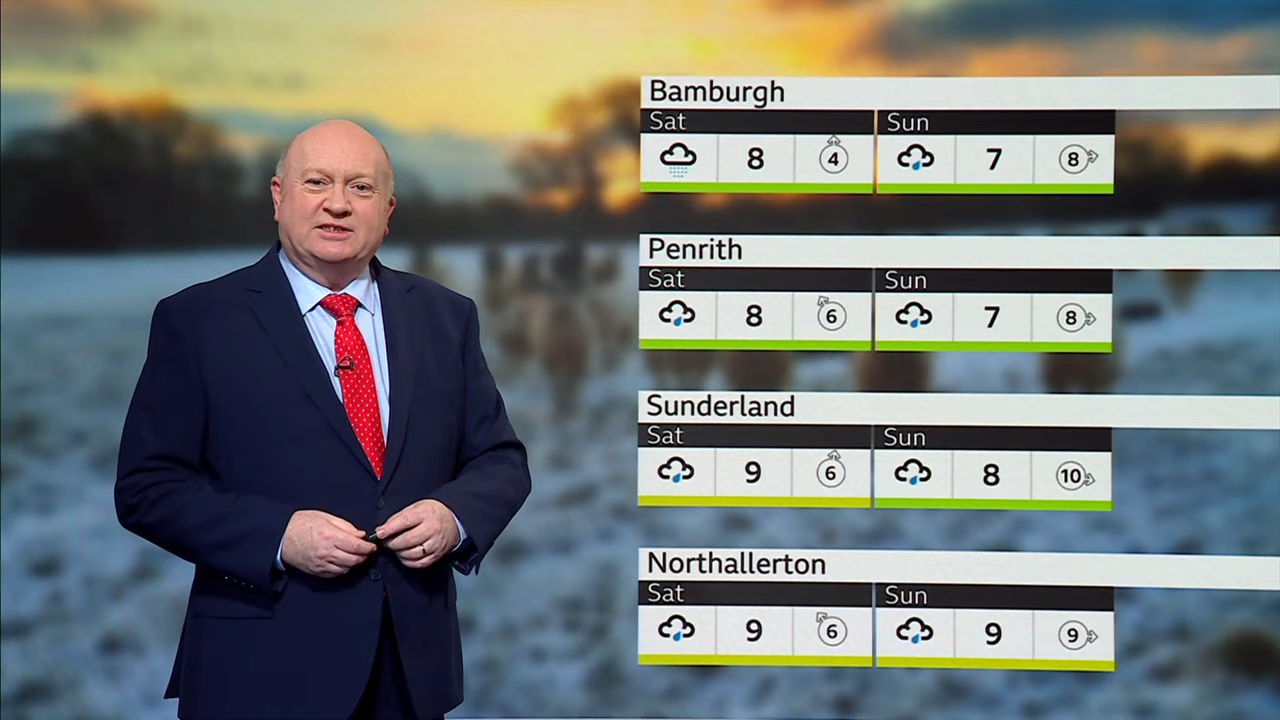 Bamburgh
Sat Sun
8 4 7 8
Penrith
Sat Sun
8 6 7 8
Sunderland
Sat Sun
9 6 8 10
Northallerton
Sat Sun
9 6 9 9